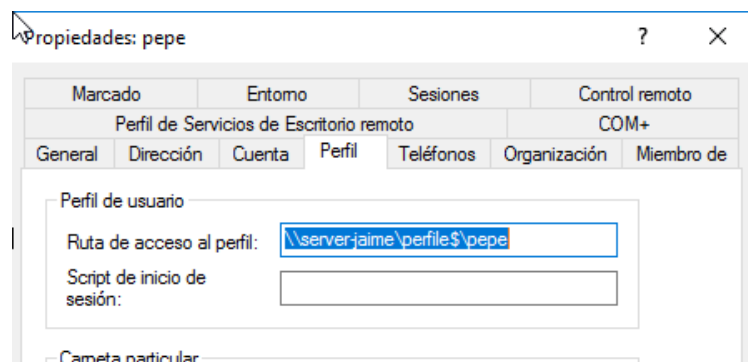 Propiedades: pepe ?
Marcado Entorno Sesiones Control remoto
Perfil de Servicios de Escritorio remoto COM+
General Dirección Cuenta Perfil Teléfonos Organización Miembro de
Perfil de usuario
Ruta de acceso al perfil: \\server-jaime\perfile$\pepe
Script de inicio de
sesión:
Carpeta particular